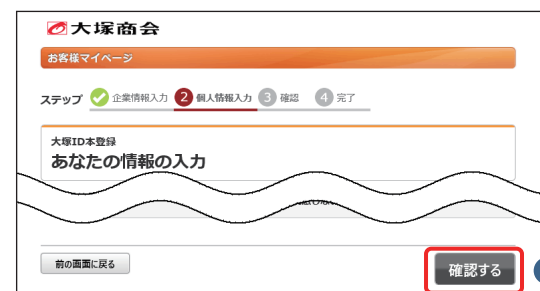 大塚商会
お客様マイページ
ステップ 企業情報入力 2 個人情報入力 3 確認 4 完了
大塚ID本登録
あなたの情報の入力
前の画面に戻る
確認する